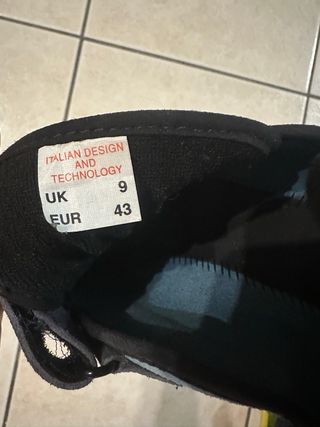 ITALIAN DESIGN
AND
TECHNOLOGY
UK 9
EUR 43